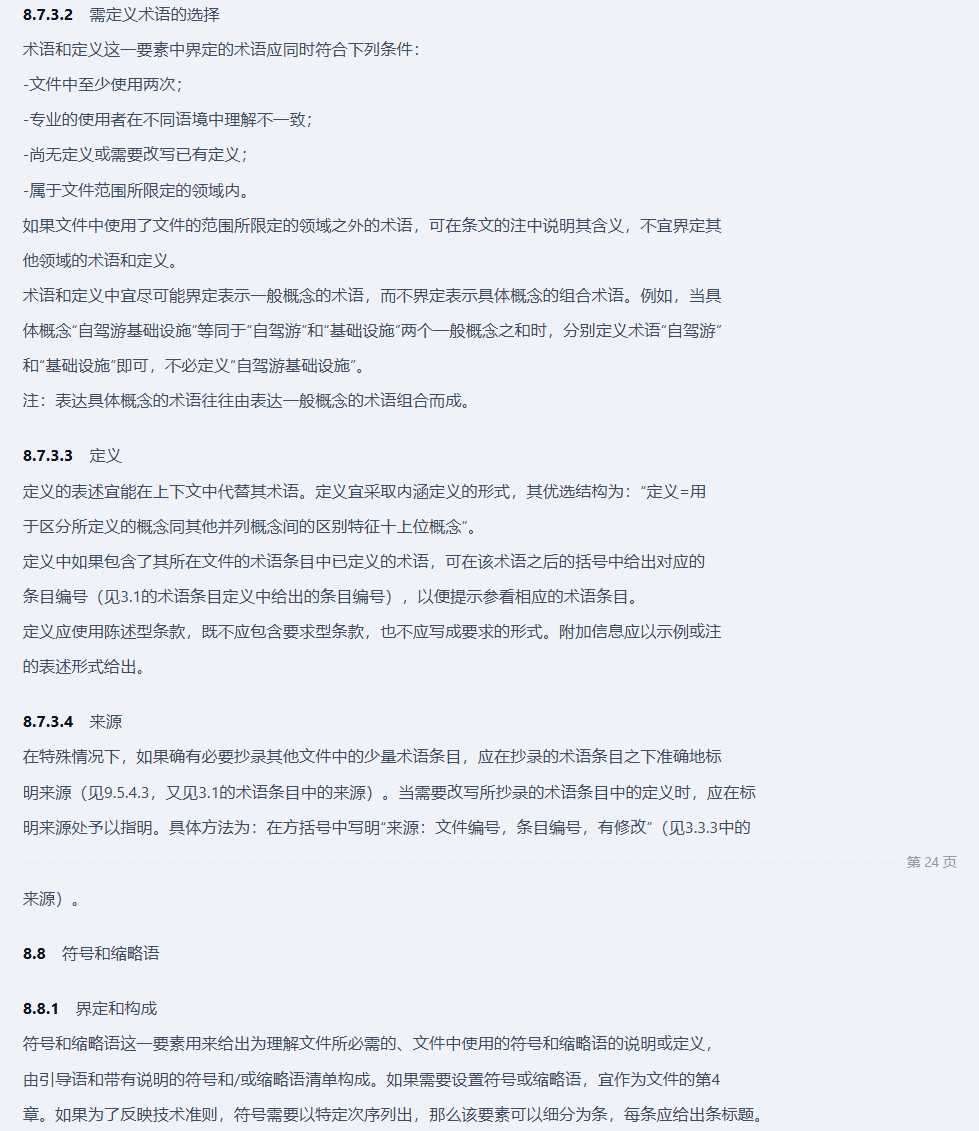 8.7.3.2 需定义术语的选择
术语和定义这一要素中界定的术语应同时符合下列条件：
-文件中至少使用两次；
-专业的使用者在不同语境中理解不一致；
-尚无定义或需要改写已有定义；
-属于文件范围所限定的领域内。
如果文件中使用了文件的范围所限定的领域之外的术语，可在条文的注中说明其含义，不宜界定其
他领域的术语和定义。
术语和定义中宜尽可能界定表示一般概念的术语，而不界定表示具体概念的组合术语。例如，当具
体概念"自驾游基础设施"等同于"自驾游"和"基础设施"两个一般概念之和时，分别定义术语"自驾游"
和"基础设施"即可，不必定义"自驾游基础设施"。
注：表达具体概念的术语往往由表达一般概念的术语组合而成。
8.7.3.3 定义
定义的表述宜能在上下文中代替其术语。定义宜采取内涵定义的形式，其优选结构为："定义=用
于区分所定义的概念同其他并列概念间的区别特征十上位概念"。
定义中如果包含了其所在文件的术语条目中已定义的术语，可在该术语之后的括号中给出对应的
条目编号（见3.1的术语条目定义中给出的条目编号），以便提示参看相应的术语条目。
定义应使用陈述型条款，既不应包含要求型条款，也不应写成要求的形式。附加信息应以示例或注
的表述形式给出。
8.7.3.4 来源
在特殊情况下，如果确有必要抄录其他文件中的少量术语条目，应在抄录的术语条目之下准确地标
明来源（见9.5.4.3，又见3.1的术语条目中的来源）。当需要改写所抄录的术语条目中的定义时，应在标
明来源处予以指明。具体方法为：在方括号中写明"来源：文件编号，条目编号，有修改"（见3.3.3中的
第 24 页
来源）。
8.8 符号和缩略语
8.8.1 界定和构成
符号和缩略语这一要素用来给出为理解文件所必需的、文件中使用的符号和缩略语的说明或定义，
由引导语和带有说明的符号和/或缩略语清单构成。如果需要设置符号或缩略语，宜作为文件的第4
章。如果为了反映技术准则，符号需要以特定次序列出，那么该要素可以细分为条，每条应给出条标题。